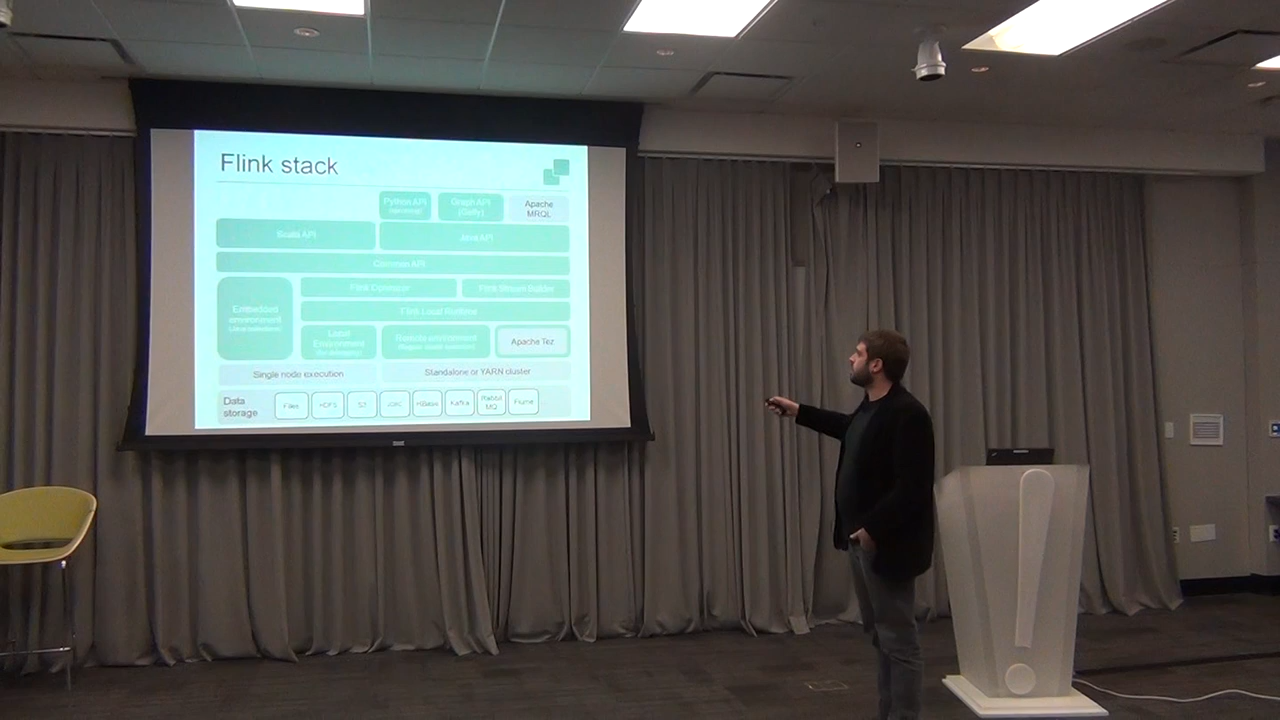 Flink stack
Python API
Graph API
(Gelly)
Apache
MRQL
Scala API
Java API
Common API
Flink Optimizer
Flink Stream Builder
Embedded
environment
Flink Local Runtime
Local
Environment
Remote environment
Apache Tez
Single node execution
Standalone or YARN cluster
Data
storage
Files
HDFS
S3
JDBC
HBase
Kafka
Rabbit
MQ
Flume